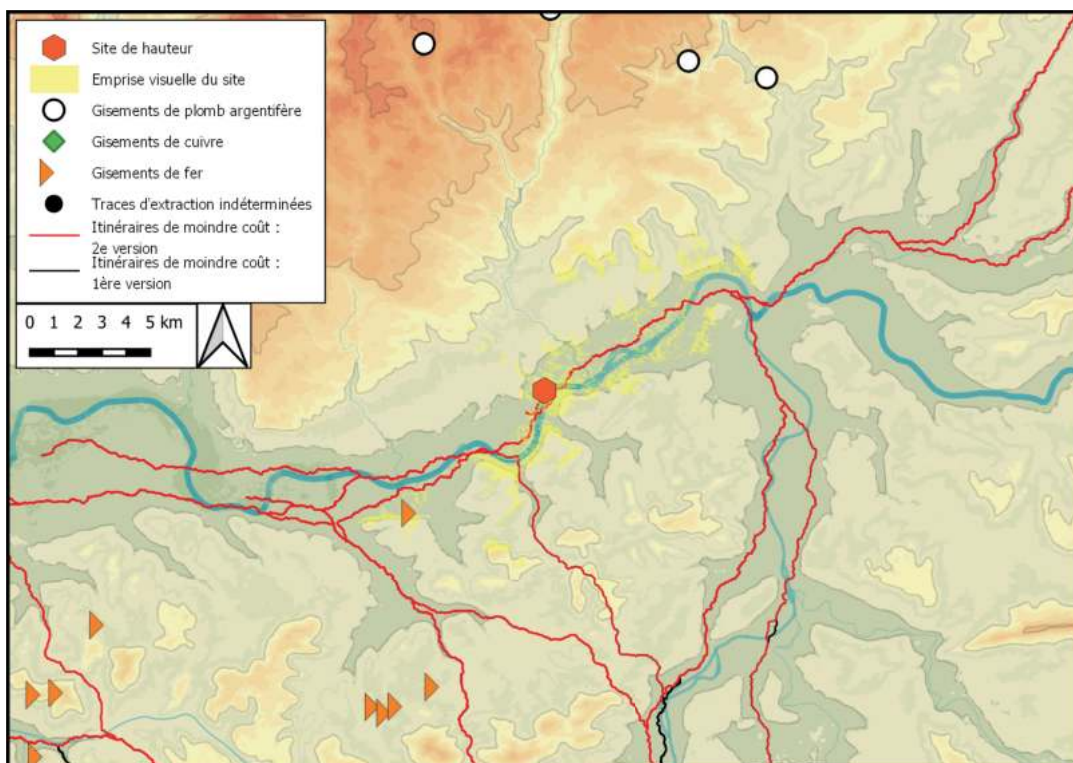 Site de hauteur
Emprise visuelle du site
Gisements de plomb argentifère
Gisements de cuivre
Gisements de fer
Traces d'extraction indéterminées
Itinéraires de moindre coût :
2e version
Itinéraires de moindre coût :
1ère version
0 1 2 3 4 5 km